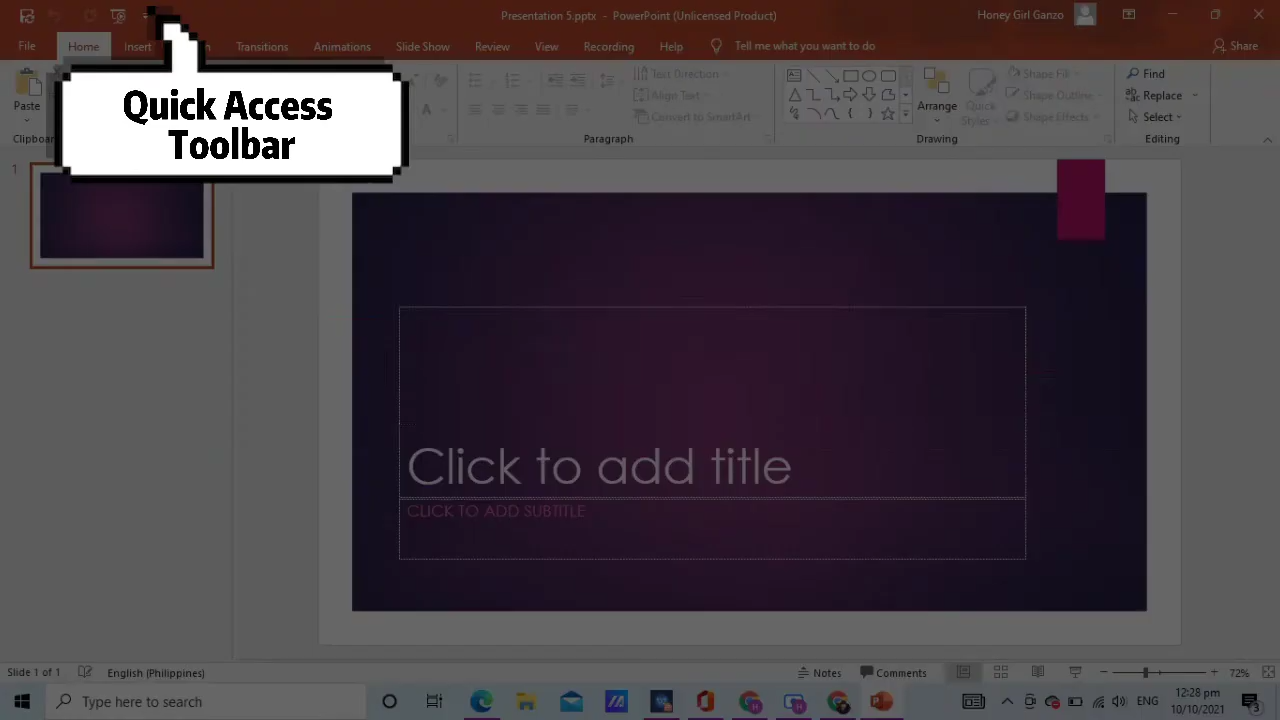 Presentation 5.pptx - PowerPoint (Unlicensed Product)
Honey Girl Ganzo
File Home Insert Transitions Animations Slide Show Review View Recording Help Tell me what you want to do Share
Quick Access
Toolbar
Paste
Clipboard
Text Direction
Align Text
Convert to SmartArt
Paragraph
Arrange
Quick
Styles
Shape Fill
Shape Outline
Shape Effects
Drawing
Find
Replace
Select
Editing
1
Click to add title
CLICK TO ADD SUBTITLE
Slide 1 of 1 English (Philippines) Notes Comments 72%
Type here to search
ENG
12:28 pm
10/10/2021
3